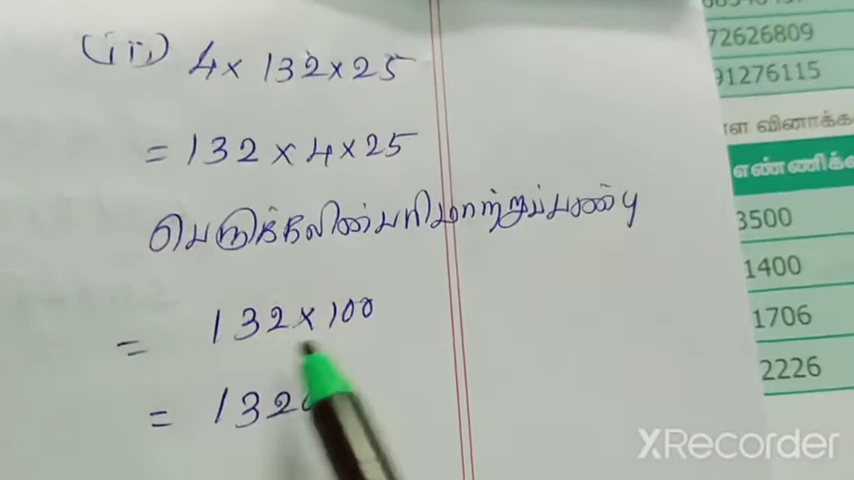 (iii) 4 × 132 × 25
= 132 × 4 × 25
பெருக்கலின் பரிமாற்றுப் பண்பு
= 132 × 100
= 132
72626809
91276115
ள வினாக்க
எண்ணிக்
3500
1400
1706
2226
XRecorder